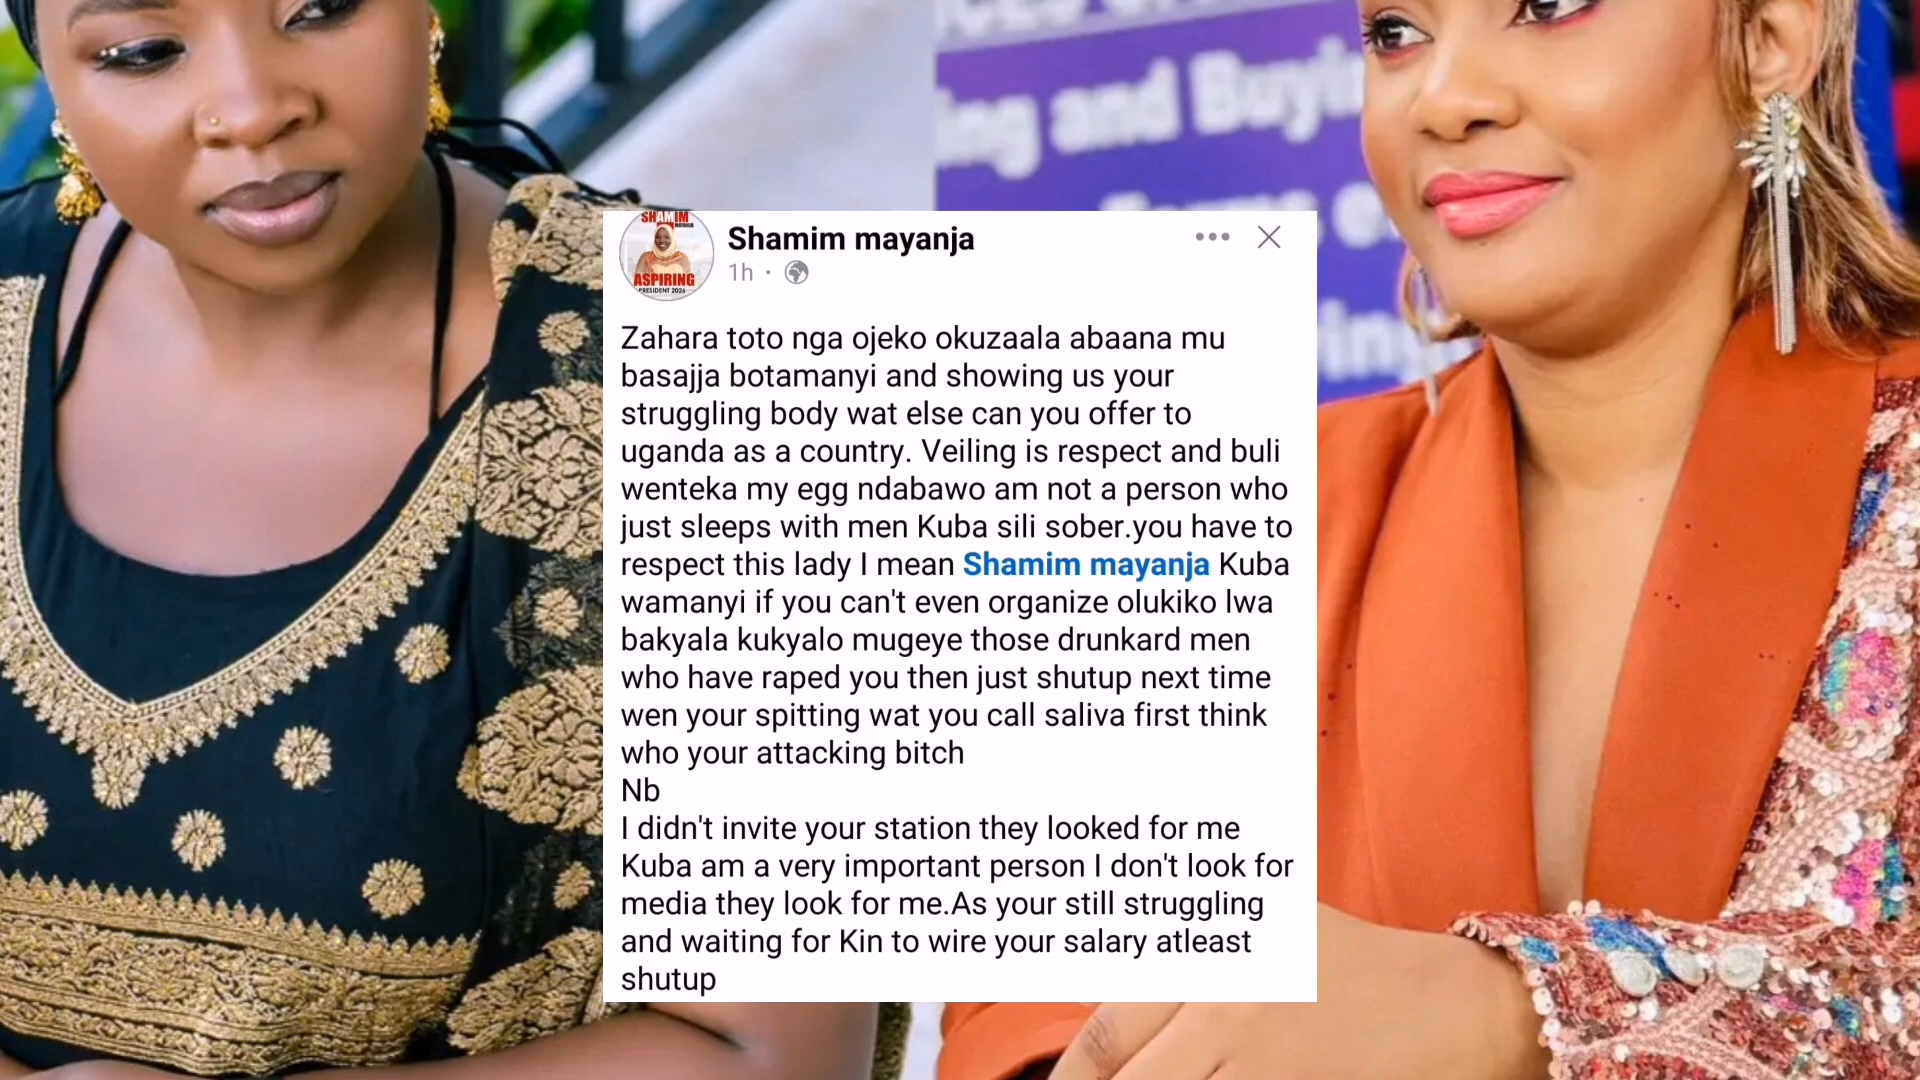 ing and Buyin
SHAMIM
MAYANJA
ASPIRING
PRESIDENT 2026
Shamim mayanja
1h ·
Zahara toto nga ojeko okuzaala abaana mu
basajja botamanyi and showing us your
struggling body wat else can you offer to
uganda as a country. Veiling is respect and buli
wenteka my egg ndabawo am not a person who
just sleeps with men Kuba sili sober.you have to
respect this lady I mean Shamim mayanja Kuba
wamanyi if you can't even organize olukiko lwa
bakyala kukyalo mugeye those drunkard men
who have raped you then just shutup next time
wen your spitting wat you call saliva first think
who your attacking bitch
Nb
I didn't invite your station they looked for me
Kuba am a very important person I don't look for
media they look for me.As your still struggling
and waiting for Kin to wire your salary atleast
shutup